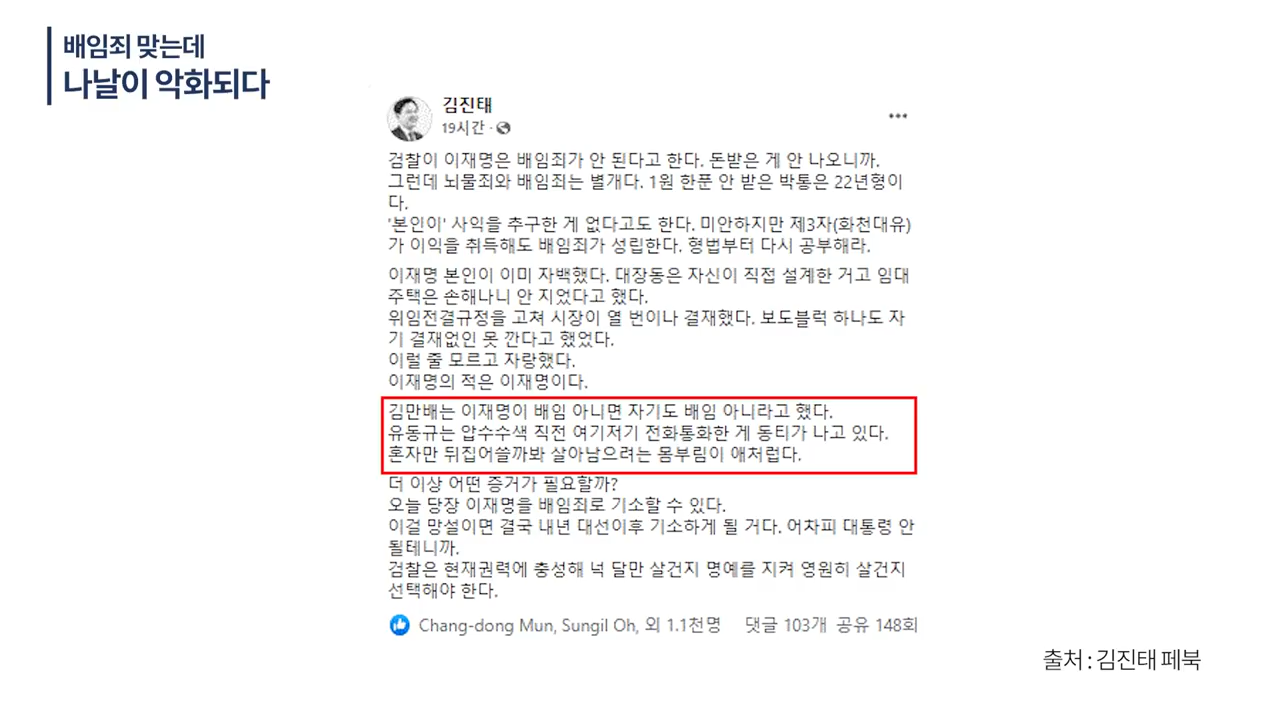 배임죄 맞는데
나날이 악화되다
김진태
19시간 ·
검찰이 이재명은 배임죄가 안 된다고 한다. 돈받은 게 안 나오니까.
그런데 뇌물죄와 배임죄는 별개다. 1원 한푼 안 받은 박통은 22년형이
다.
'본인이' 사익을 추구한 게 없다고도 한다. 미안하지만 제3자(화천대유)
가 이익을 취득해도 배임죄가 성립한다. 형법부터 다시 공부해라.
이재명 본인이 이미 자백했다. 대장동은 자신이 직접 설계한 거고 임대
주택은 손해나니 안 지었다고 했다.
위임전결규정을 고쳐 시장이 열 번이나 결재했다. 보도블럭 하나도 자
기 결재없인 못 깐다고 했었다.
이럴 줄 모르고 자랑했다.
이재명의 적은 이재명이다.
김만배는 이재명이 배임 아니면 자기도 배임 아니라고 했다.
유동규는 압수수색 직전 여기저기 전화통화한 게 동티가 나고 있다.
혼자만 뒤집어쓸까봐 살아남으려는 몸부림이 애처럽다.
더 이상 어떤 증거가 필요할까?
오늘 당장 이재명을 배임죄로 기소할 수 있다.
이걸 망설이면 결국 내년 대선이후 기소하게 될 거다. 어차피 대통령 안
될테니까.
검찰은 현재권력에 충성해 넉 달만 살건지 명예를 지켜 영원히 살건지
선택해야 한다.
Chang-dong Mun, Sungil Oh, 외 1.1천명 댓글 103개 공유 148회
출처 : 김진태 페북